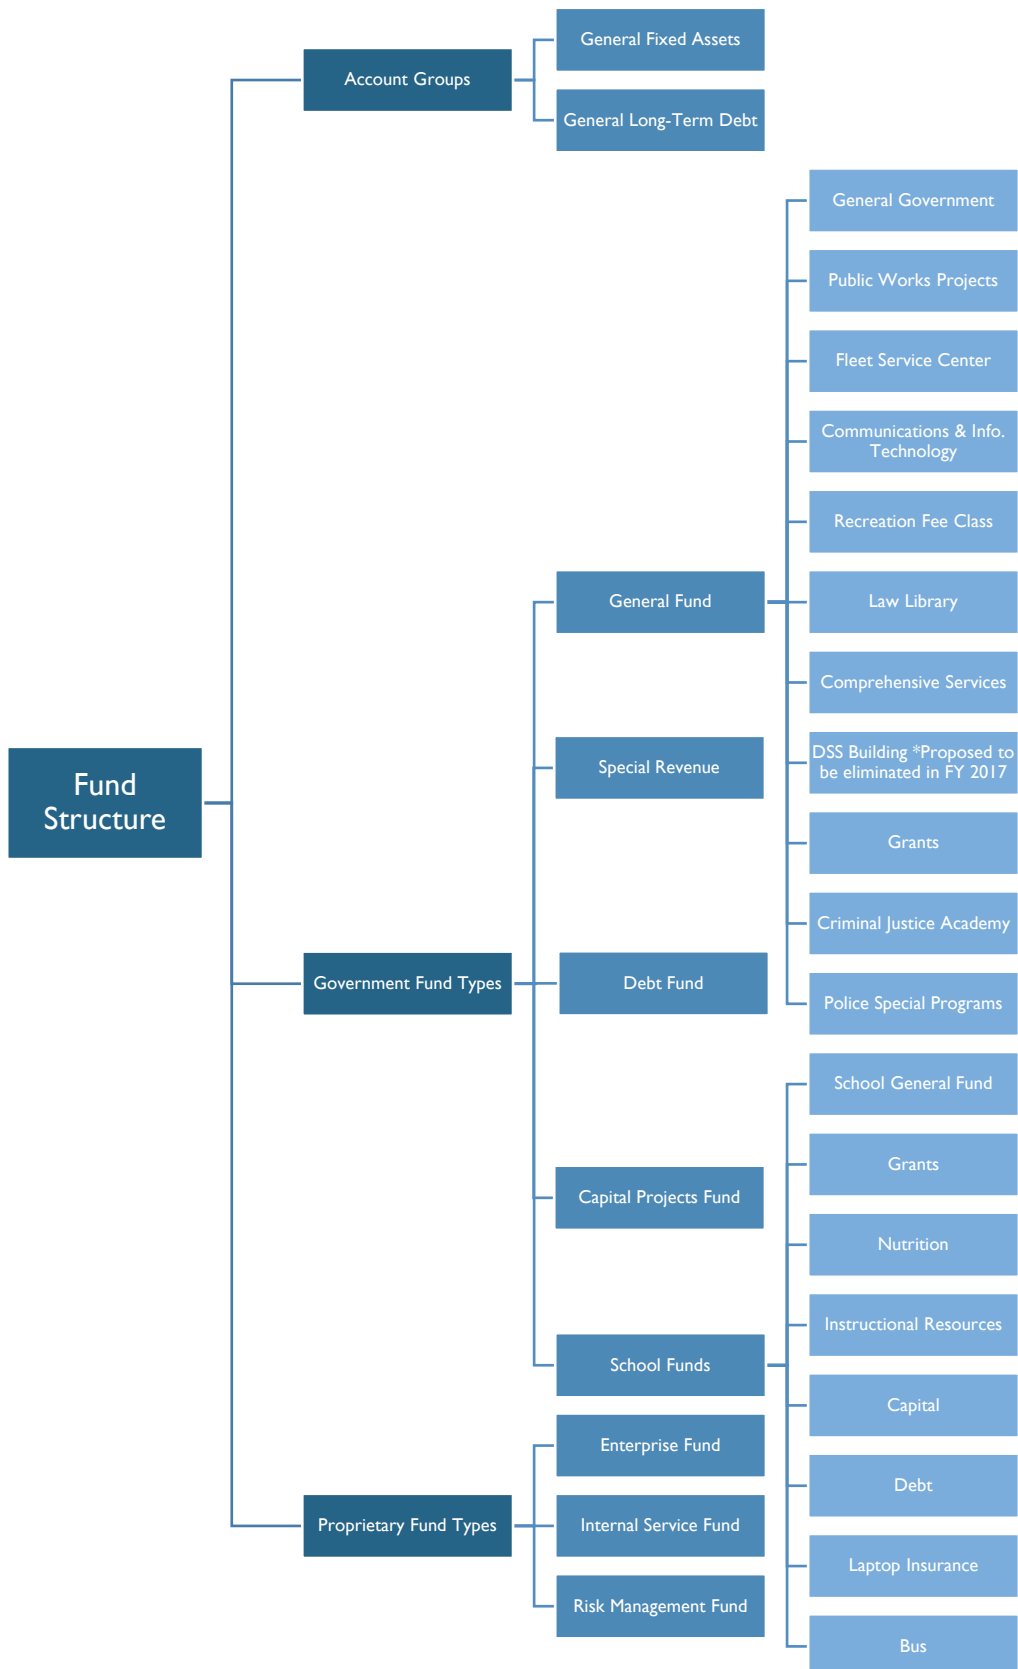 Fund
Structure
Account Groups
General Fixed Assets
General Long-Term Debt
Government Fund Types
General Fund
General Government
Public Works Projects
Fleet Service Center
Communications & Info.
Technology
Recreation Fee Class
Law Library
Comprehensive Services
DSS Building *Proposed to
be eliminated in FY 2017
Grants
Criminal Justice Academy
Police Special Programs
Special Revenue
Debt Fund
Capital Projects Fund
School Funds
School General Fund
Grants
Nutrition
Instructional Resources
Capital
Debt
Laptop Insurance
Bus
Proprietary Fund Types
Enterprise Fund
Internal Service Fund
Risk Management Fund